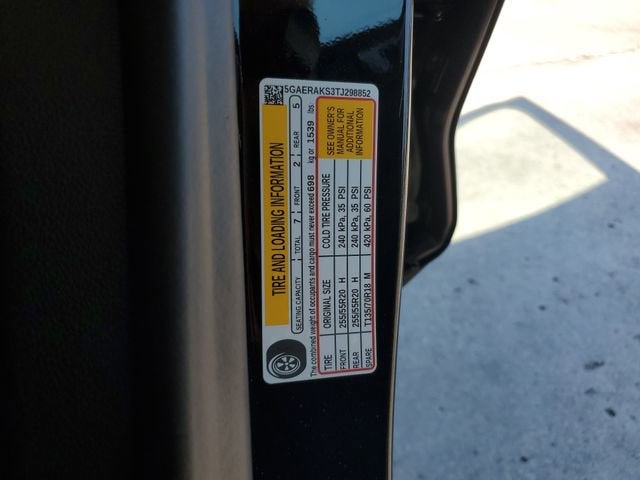 5GAERAKS3TJ298852
TIRE AND LOADING INFORMATION
SEATING CAPACITY TOTAL 7 FRONT 2 REAR 5
The combined weight of occupants and cargo must never exceed 698 kg or 1539 lbs
TIRE ORIGINAL SIZE COLD TIRE PRESSURE
FRONT 255/55R20 H 240 kPa, 35 PSI
REAR 255/55R20 H 240 kPa, 35 PSI
SPARE T135/70R18 M 420 kPa, 60 PSI
SEE OWNER'S
MANUAL FOR
ADDITIONAL
INFORMATION